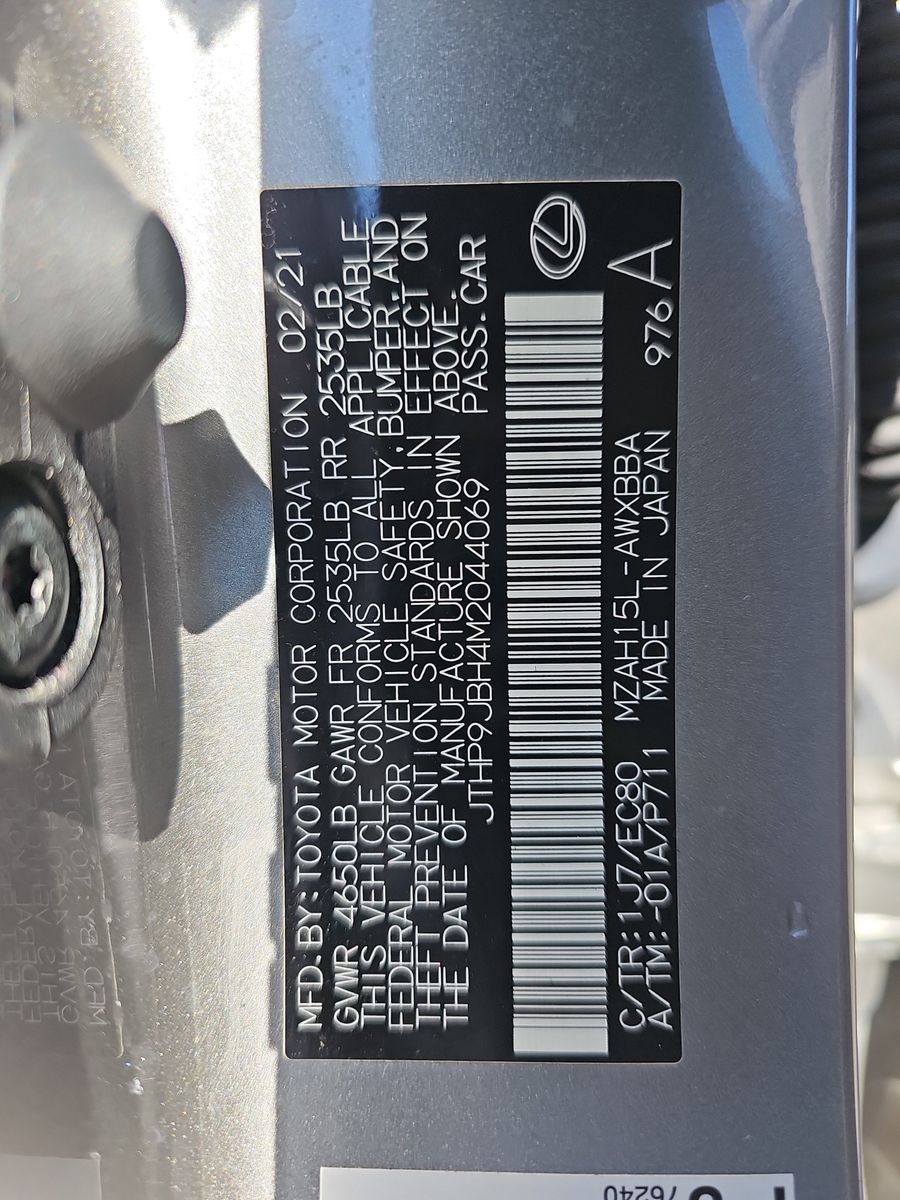 MFD.BY:TOYOTA MOTOR CORPORATION 02/21
GVWR 4650LB GAWR FR 2535LB RR 2535LB
THIS VEHICLE CONFORMS TO ALL APPLICABLE
FEDERAL MOTOR VEHICLE SAFETY,BUMPER,AND
THEFT PREVENTION STANDARDS IN EFFECT ON
THE DATE OF MANUFACTURE SHOWN ABOVE.
JTHP9JBH4M2044069 PASS.CAR
C/TR:1J7/EC80 MZAH15L-AWXBBA 976 A
A/TM:-01A/P711 MADE IN JAPAN
76240